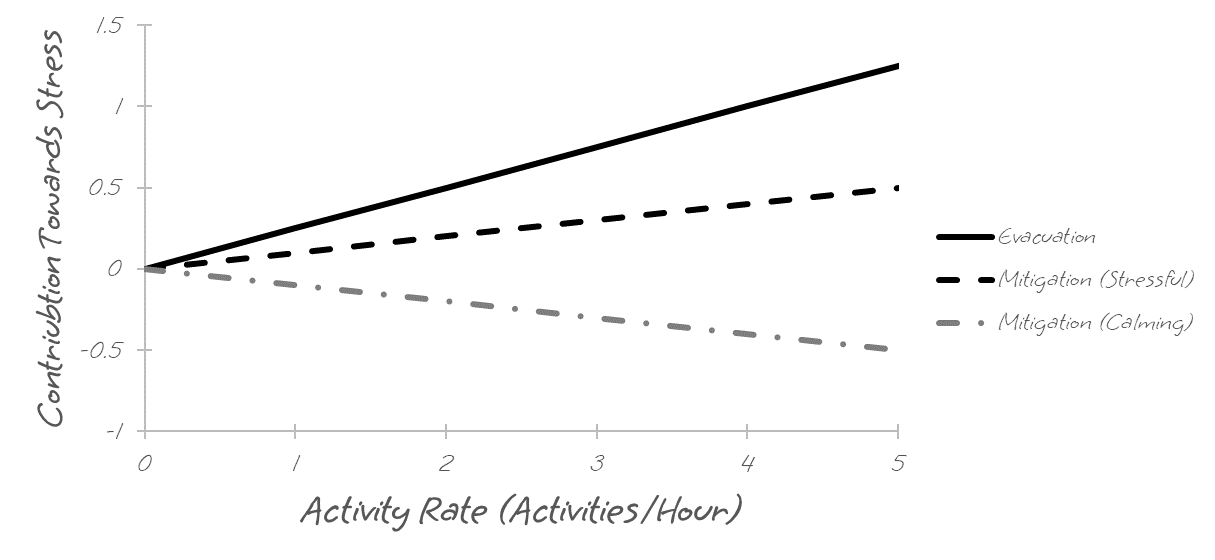 Contriubtion Towards Stress
1.5
1
0.5
0
-0.5
-1
0 1 2 3 4 5
Activity Rate (Activities/Hour)
Evacuation
Mitigation (Stressful)
Mitigation (Calming)